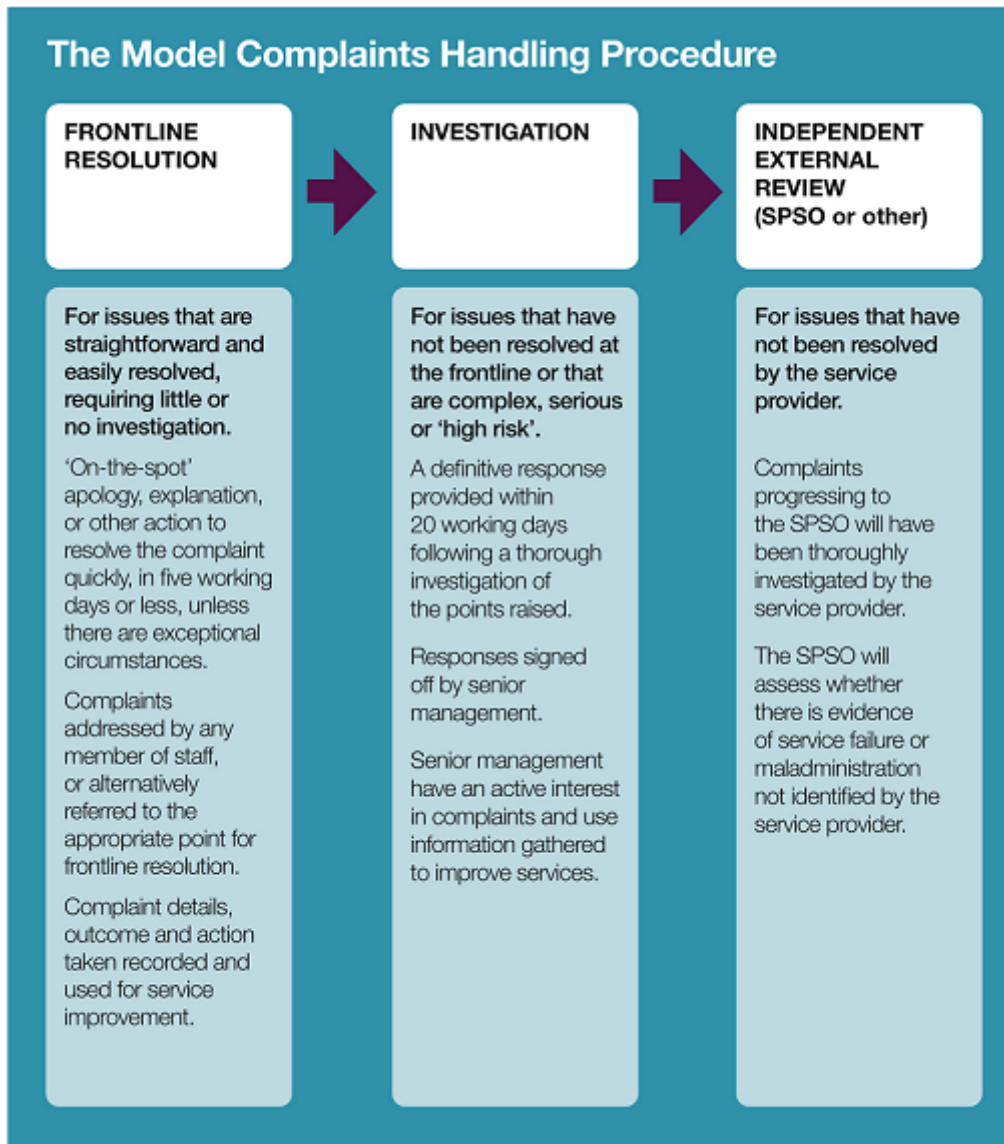 The Model Complaints Handling Procedure
FRONTLINE
RESOLUTION
For issues that are
straightforward and
easily resolved,
requiring little or
no investigation.
‘On-the-spot’
apology, explanation,
or other action to
resolve the complaint
quickly, in five working
days or less, unless
there are exceptional
circumstances.
Complaints
addressed by any
member of staff,
or alternatively
referred to the
appropriate point for
frontline resolution.
Complaint details,
outcome and action
taken recorded and
used for service
improvement.
INVESTIGATION
For issues that have
not been resolved at
the frontline or that
are complex, serious
or ‘high risk’.
A definitive response
provided within
20 working days
following a thorough
investigation of
the points raised.
Responses signed
off by senior
management.
Senior management
have an active interest
in complaints and use
information gathered
to improve services.
INDEPENDENT
EXTERNAL
REVIEW
(SPSO or other)
For issues that have
not been resolved
by the service
provider.
Complaints
progressing to
the SPSO will have
been thoroughly
investigated by the
service provider.
The SPSO will
assess whether
there is evidence
of service failure or
maladministration
not identified by the
service provider.